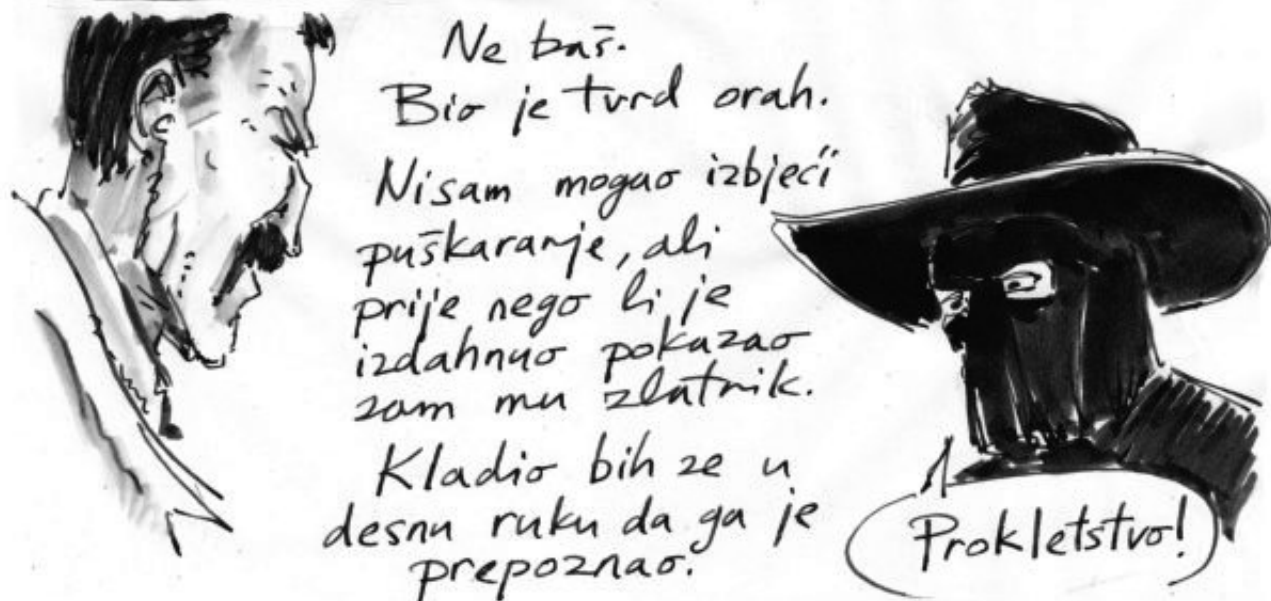 Ne baš.
Bio je tvrd orah.
Nisam mogao izbjeći
puškaranje, ali
prije nego li je
izdahnuo pokazao
sam mu zlatnik.
Kladio bih se u
desnu ruku da ga je
prepoznao.
Prokletstvo!